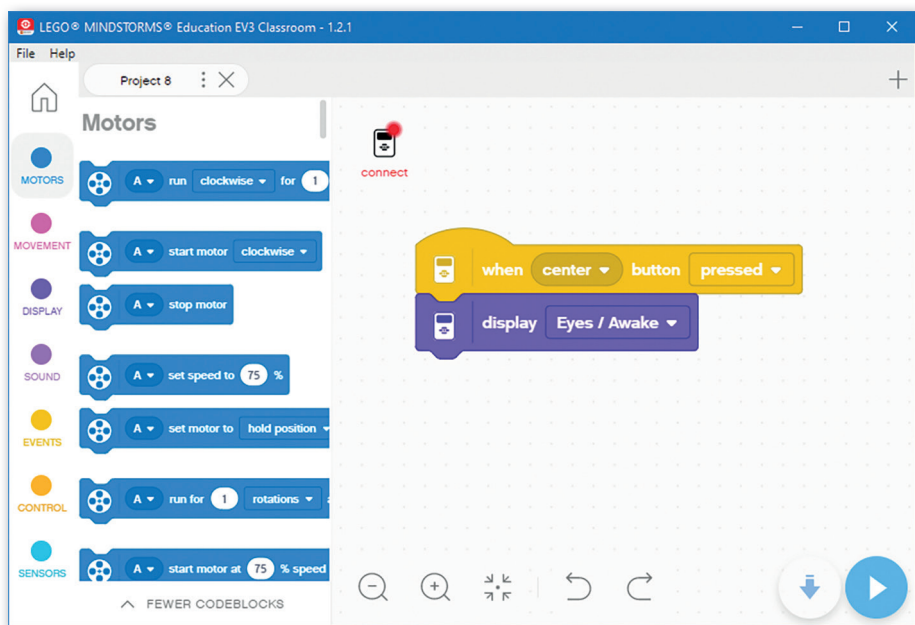 LEGO® MINDSTORMS® Education EV3 Classroom - 1.2.1
File Help
Project 8
Motors
MOTORS
MOVEMENT
DISPLAY
SOUND
EVENTS
CONTROL
SENSORS
A run clockwise for 1
A start motor clockwise
A stop motor
A set speed to 75 %
A set motor to hold position
A run for 1 rotations
A start motor at 75 % speed
FEWER CODEBLOCKS
connect
when center button pressed
display Eyes / Awake